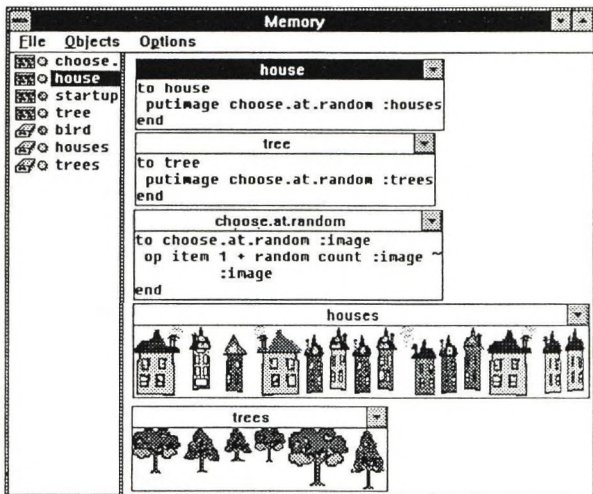 Memory
File Objects Options
choose.
house
startup
tree
bird
houses
trees
house
to house
putimage choose.at.random :houses
end
tree
to tree
putimage choose.at.random :trees
end
choose.at.random
to choose.at.random :image
op item 1 + random count :image ~
:image
end
houses
trees